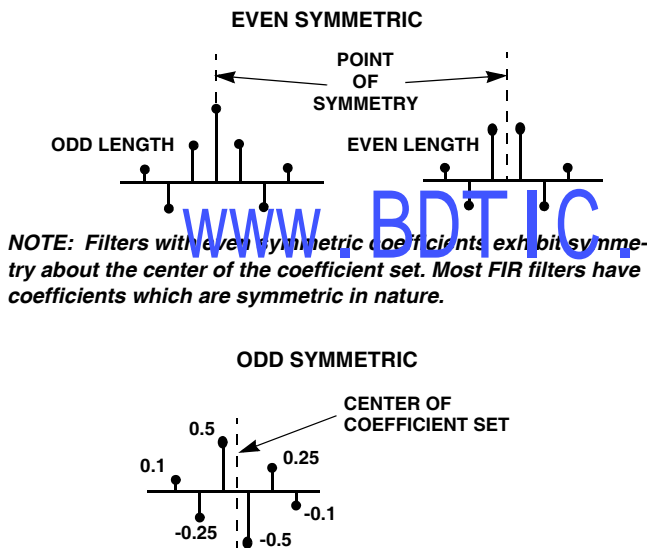 EVEN SYMMETRIC
POINT
OF
SYMMETRY
ODD LENGTH
EVEN LENGTH
www.BDTIC.
NOTE: Filters with even symmetric coefficients exhibit symme-
try about the center of the coefficient set. Most FIR filters have
coefficients which are symmetric in nature.
ODD SYMMETRIC
CENTER OF
COEFFICIENT SET
0.5
0.1
0.25
-0.25
-0.1
-0.5